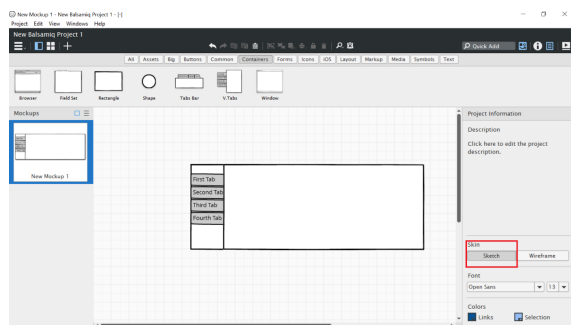 New Mockup 1 - New Balsamiq Project 1 - [-]
Project Edit View Windows Help
New Balsamiq Project 1
Quick Add
All Assets Big Buttons Common Containers Forms Icons iOS Layout Markup Media Symbols Text
Browser Field Set Rectangle Shape Tabs Bar V.Tabs Window
Mockups
New Mockup 1
First Tab
Second Tab
Third Tab
Fourth Tab
Project Information
Description
Click here to edit the project
description.
Skin
Sketch Wireframe
Font
Open Sans 13
Colors
Links Selection